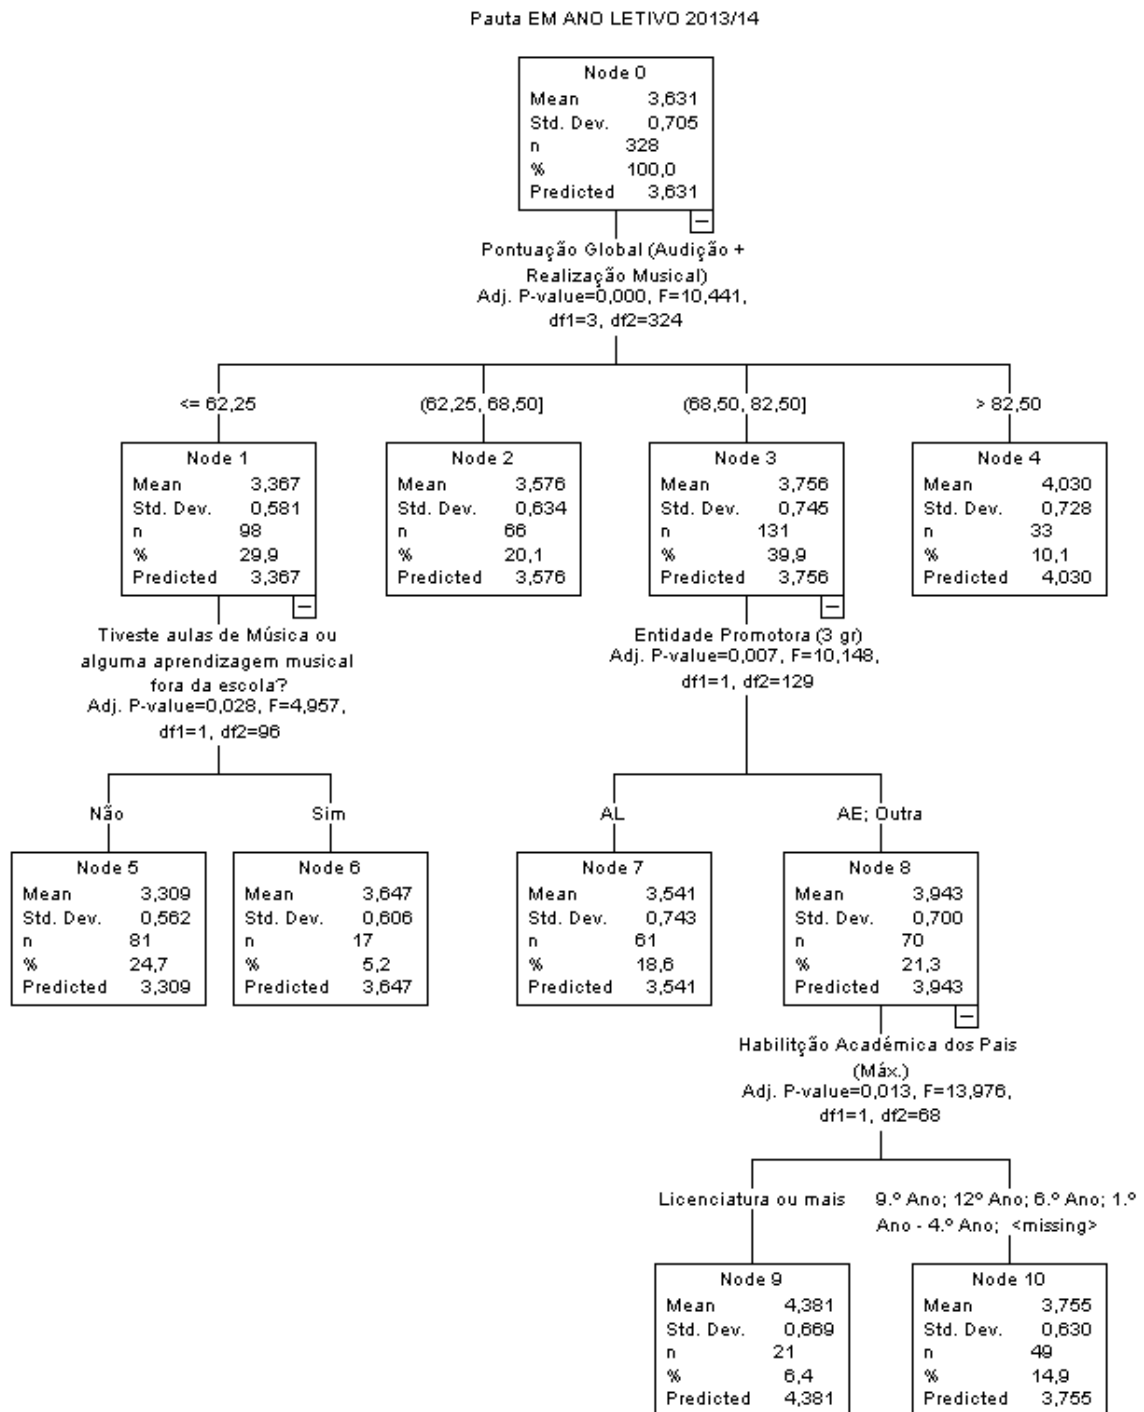 Pauta EM ANO LETIVO 2013/14
Node 0
Mean 3,631
Std. Dev. 0,705
n 328
% 100,0
Predicted 3,631
Pontuação Global (Audição +
Realização Musical)
Adj. P-value=0,000, F=10,441,
df1=3, df2=324
<= 62,25
(62,25, 68,50]
(68,50, 82,50]
> 82,50
Node 1
Mean 3,367
Std. Dev. 0,581
n 98
% 29,9
Predicted 3,367
Node 2
Mean 3,576
Std. Dev. 0,634
n 66
% 20,1
Predicted 3,576
Node 3
Mean 3,756
Std. Dev. 0,745
n 131
% 39,9
Predicted 3,756
Node 4
Mean 4,030
Std. Dev. 0,728
n 33
% 10,1
Predicted 4,030
Tiveste aulas de Música ou
alguma aprendizagem musical
fora da escola?
Adj. P-value=0,028, F=4,957,
df1=1, df2=96
Entidade Promotora (3 gr)
Adj. P-value=0,007, F=10,148,
df1=1, df2=129
Não
Sim
AL
AE; Outra
Node 5
Mean 3,309
Std. Dev. 0,562
n 81
% 24,7
Predicted 3,309
Node 6
Mean 3,647
Std. Dev. 0,606
n 17
% 5,2
Predicted 3,647
Node 7
Mean 3,541
Std. Dev. 0,743
n 61
% 18,6
Predicted 3,541
Node 8
Mean 3,943
Std. Dev. 0,700
n 70
% 21,3
Predicted 3,943
Habilitção Académica dos Pais
(Máx.)
Adj. P-value=0,013, F=13,976,
df1=1, df2=68
Licenciatura ou mais
9.º Ano; 12º Ano; 6.º Ano; 1.º
Ano - 4.º Ano; <missing>
Node 9
Mean 4,381
Std. Dev. 0,669
n 21
% 6,4
Predicted 4,381
Node 10
Mean 3,755
Std. Dev. 0,630
n 49
% 14,9
Predicted 3,755